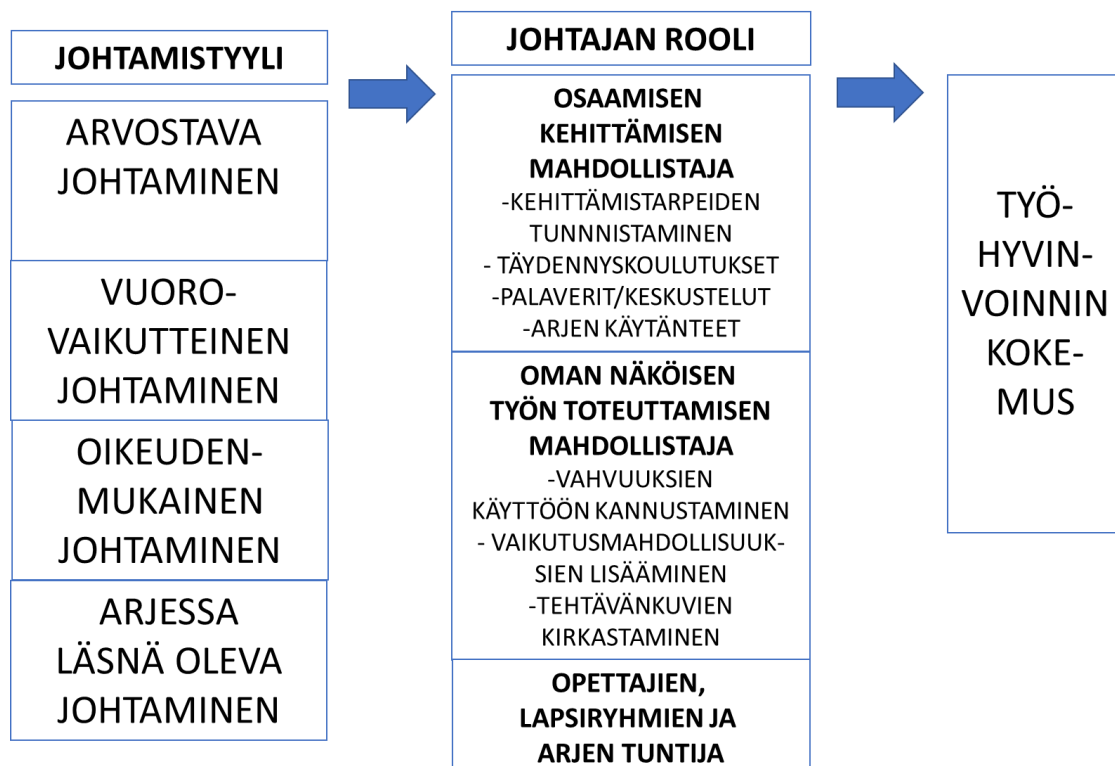 JOHTAMISTYYLI
ARVOSTAVA
JOHTAMINEN
VUORO-
VAIKUTTEINEN
JOHTAMINEN
OIKEUDEN-
MUKAINEN
JOHTAMINEN
ARJESSA
LÄSNÄ OLEVA
JOHTAMINEN
JOHTAJAN ROOLI
OSAAMISEN
KEHITTÄMISEN
MAHDOLLISTAJA
-KEHITTÄMISTARPEIDEN
TUNNNISTAMINEN
- TÄYDENNYSKOULUTUKSET
-PALAVERIT/KESKUSTELUT
-ARJEN KÄYTÄNTEET
OMAN NÄKÖISEN
TYÖN TOTEUTTAMISEN
MAHDOLLISTAJA
-VAHVUUKSIEN
KÄYTTÖÖN KANNUSTAMINEN
- VAIKUTUSMAHDOLLISUUK-
SIEN LISÄÄMINEN
-TEHTÄVÄNKUVIEN
KIRKASTAMINEN
OPETTAJIEN,
LAPSIRYHMIEN JA
ARJEN TUNTIJA
TYÖ-
HYVIN-
VOINNIN
KOKE-
MUS